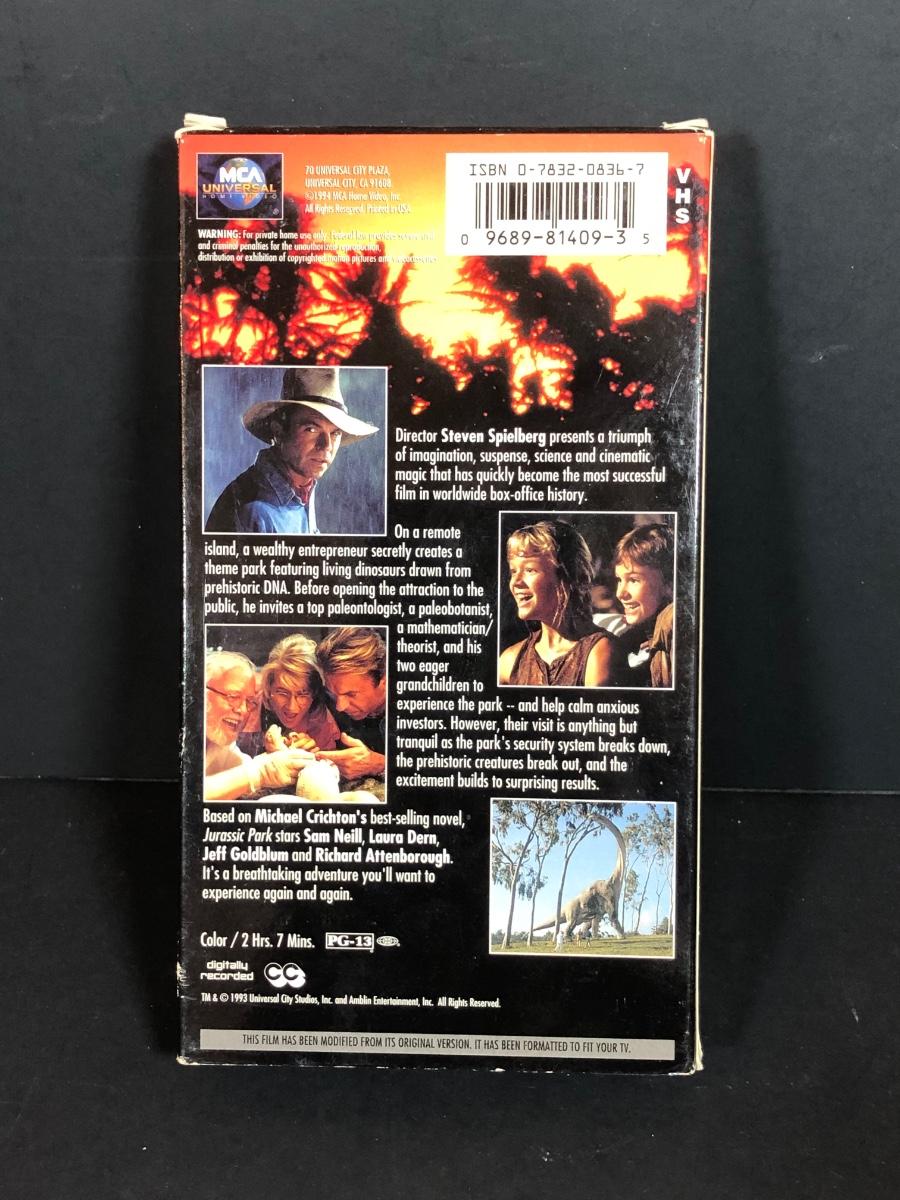 MCA
UNIVERSAL
HOME VIDEO
®
70 UNIVERSAL CITY PLAZA,
UNIVERSAL CITY, CA 91608.
©1994 MCA Home Video, Inc.
All Rights Reserved. Printed in USA.
WARNING: For private home use only. Federal law provides severe civil
and criminal penalties for the unauthorized reproduction,
distribution or exhibition of copyrighted motion pictures and videocassettes.
ISBN 0-7832-0836-7
0 9689-81409-3 5
VHS
Director Steven Spielberg presents a triumph
of imagination, suspense, science and cinematic
magic that has quickly become the most successful
film in worldwide box-office history.
On a remote
island, a wealthy entrepreneur secretly creates a
theme park featuring living dinosaurs drawn from
prehistoric DNA. Before opening the attraction to the
public, he invites a top paleontologist, a paleobotanist,
a mathematician/
theorist, and his
two eager
grandchildren to
experience the park -- and help calm anxious
investors. However, their visit is anything but
tranquil as the park's security system breaks down,
the prehistoric creatures break out, and the
excitement builds to surprising results.
Based on Michael Crichton's best-selling novel,
Jurassic Park stars Sam Neill, Laura Dern,
Jeff Goldblum and Richard Attenborough.
It's a breathtaking adventure you'll want to
experience again and again.
Color / 2 Hrs. 7 Mins. PG-13
digitally
recorded
CC
TM & © 1993 Universal City Studios, Inc. and Amblin Entertainment, Inc. All Rights Reserved.
THIS FILM HAS BEEN MODIFIED FROM ITS ORIGINAL VERSION. IT HAS BEEN FORMATTED TO FIT YOUR TV.